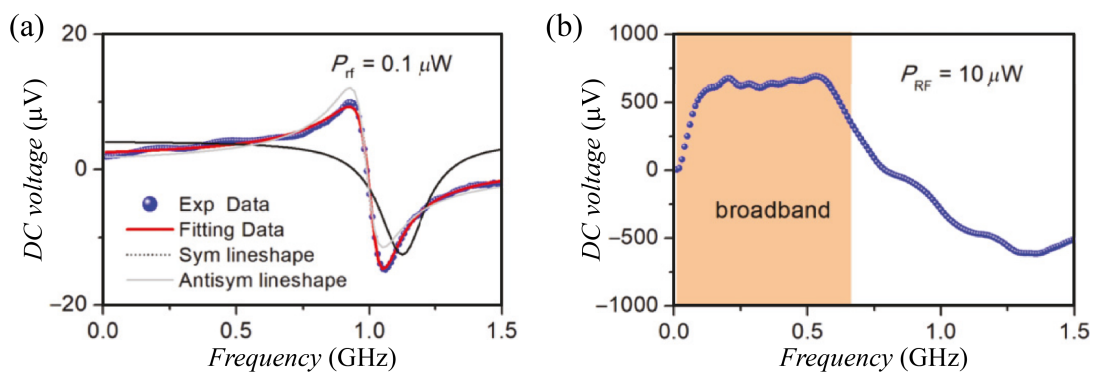 (a)
20
0
−20
DC voltage (μV)
P_rf = 0.1 μW
Exp Data
Fitting Data
Sym lineshape
Antisym lineshape
0.0 0.5 1.0 1.5
Frequency (GHz)
(b)
1000
500
0
−500
−1000
DC voltage (μV)
P_RF = 10 μW
broadband
0.0 0.5 1.0 1.5
Frequency (GHz)